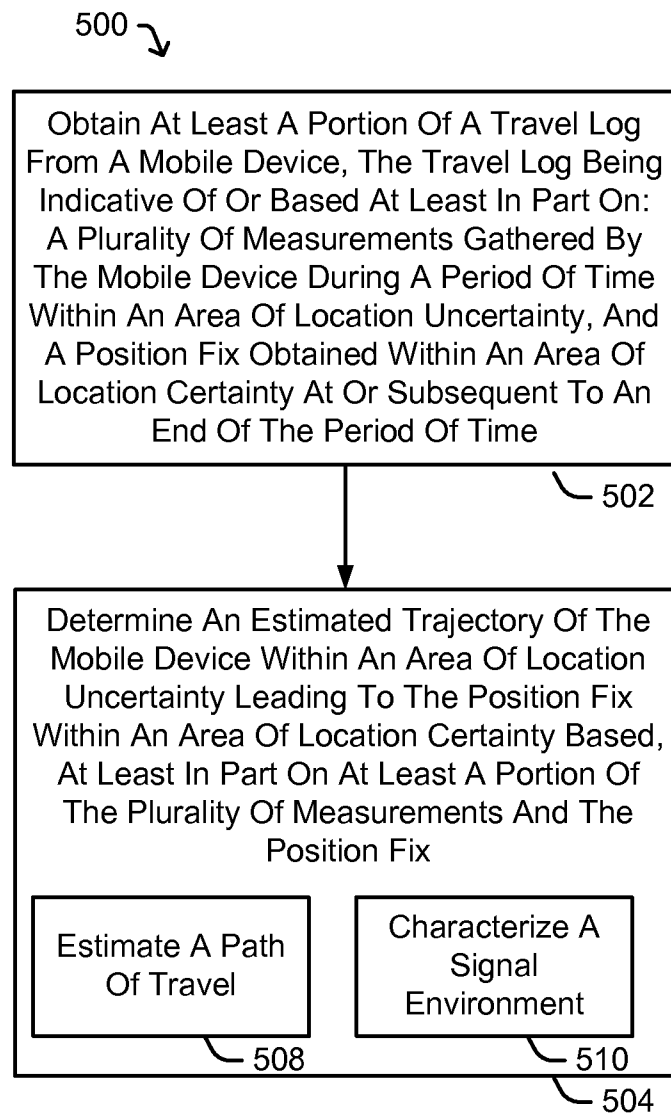 500
Obtain At Least A Portion Of A Travel Log
From A Mobile Device, The Travel Log Being
Indicative Of Or Based At Least In Part On:
A Plurality Of Measurements Gathered By
The Mobile Device During A Period Of Time
Within An Area Of Location Uncertainty, And
A Position Fix Obtained Within An Area Of
Location Certainty At Or Subsequent To An
End Of The Period Of Time
502
Determine An Estimated Trajectory Of The
Mobile Device Within An Area Of Location
Uncertainty Leading To The Position Fix
Within An Area Of Location Certainty Based,
At Least In Part On At Least A Portion Of
The Plurality Of Measurements And The
Position Fix
Estimate A Path
Of Travel
508
Characterize A
Signal
Environment
510
504